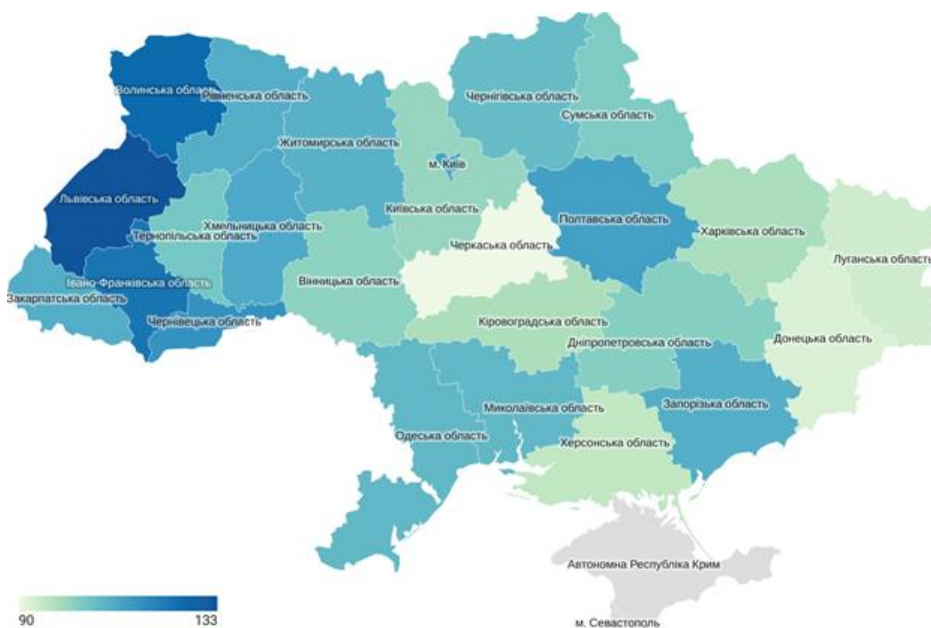 Волинська область
Рівненська область
Чернігівська область
Сумська область
Житомирська область
м. Київ
Львівська область
Київська область
Полтавська область
Хмельницька область
Тернопільська область
Черкаська область
Харківська область
Луганська область
Івано-Франківська область
Вінницька область
Закарпатська область
Чернівецька область
Кіровоградська область
Дніпропетровська область
Донецька область
Запорізька область
Миколаївська область
Одеська область
Херсонська область
Автономна Республіка Крим
м. Севастополь
90
133